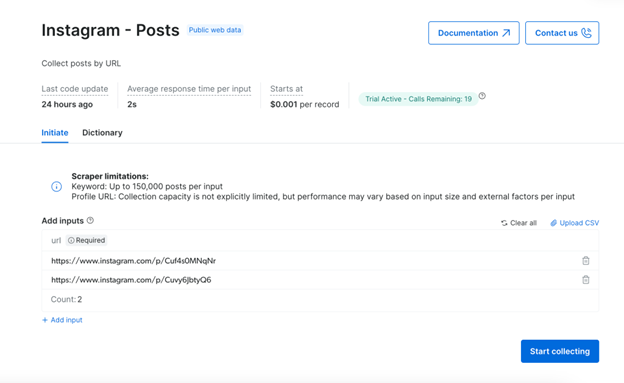 Instagram - Posts
Public web data
Documentation
Contact us
Collect posts by URL
Last code update
24 hours ago
Average response time per input
2s
Starts at
$0.001 per record
Trial Active - Calls Remaining: 19
Initiate
Dictionary
Scraper limitations:
Keyword: Up to 150,000 posts per input
Profile URL: Collection capacity is not explicitly limited, but performance may vary based on input size and external factors per input
Add inputs
Clear all
Upload CSV
url
Required
https://www.instagram.com/p/Cuf4s0MNqNr
https://www.instagram.com/p/Cuvy6JbtyQ6
Count: 2
+ Add input
Start collecting